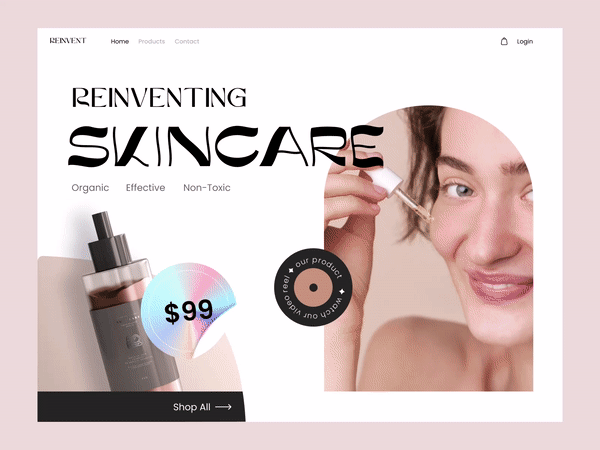 REINVENT
Home Products Contact
Login
REINVENTING
SKINCARE
Organic Effective Non-Toxic
$99
our product
watch our video reel
Shop All